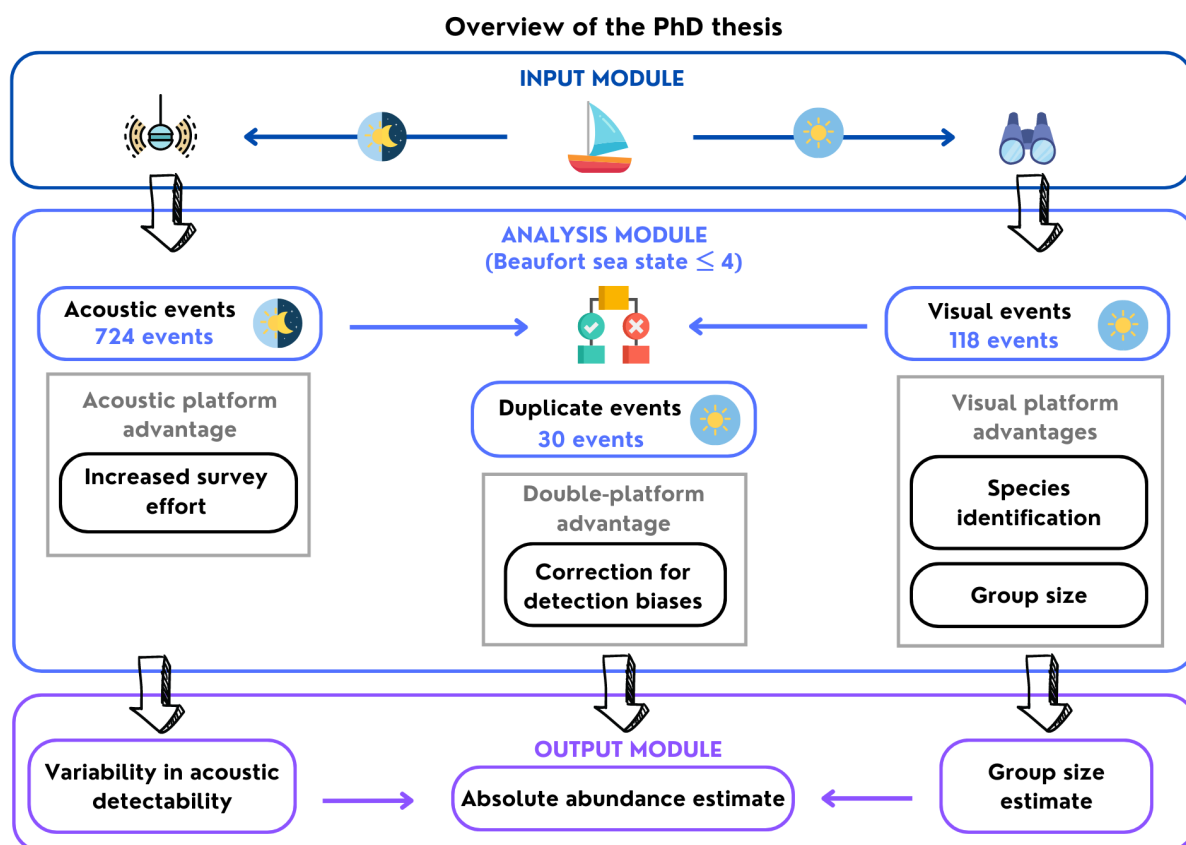 Overview of the PhD thesis
INPUT MODULE
ANALYSIS MODULE
(Beaufort sea state ≤ 4)
Acoustic events
724 events
Visual events
118 events
Acoustic platform
advantage
Increased survey
effort
Duplicate events
30 events
Double-platform
advantage
Correction for
detection biases
Visual platform
advantages
Species
identification
Group size
OUTPUT MODULE
Variability in acoustic
detectability
Absolute abundance estimate
Group size
estimate